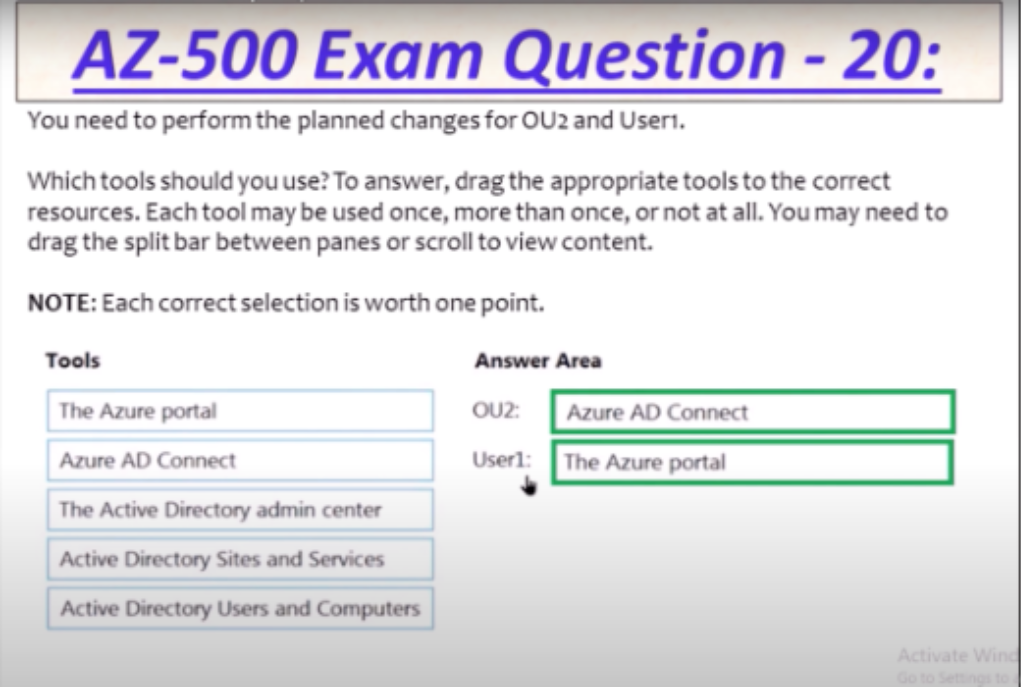 AZ-500 Exam Question - 20:
You need to perform the planned changes for OU2 and User1.
Which tools should you use? To answer, drag the appropriate tools to the correct
resources. Each tool may be used once, more than once, or not at all. You may need to
drag the split bar between panes or scroll to view content.
NOTE: Each correct selection is worth one point.
Tools
Answer Area
The Azure portal
OU2:
Azure AD Connect
Azure AD Connect
User1:
The Azure portal
The Active Directory admin center
Active Directory Sites and Services
Active Directory Users and Computers
Activate Wind
Go to Settings to a